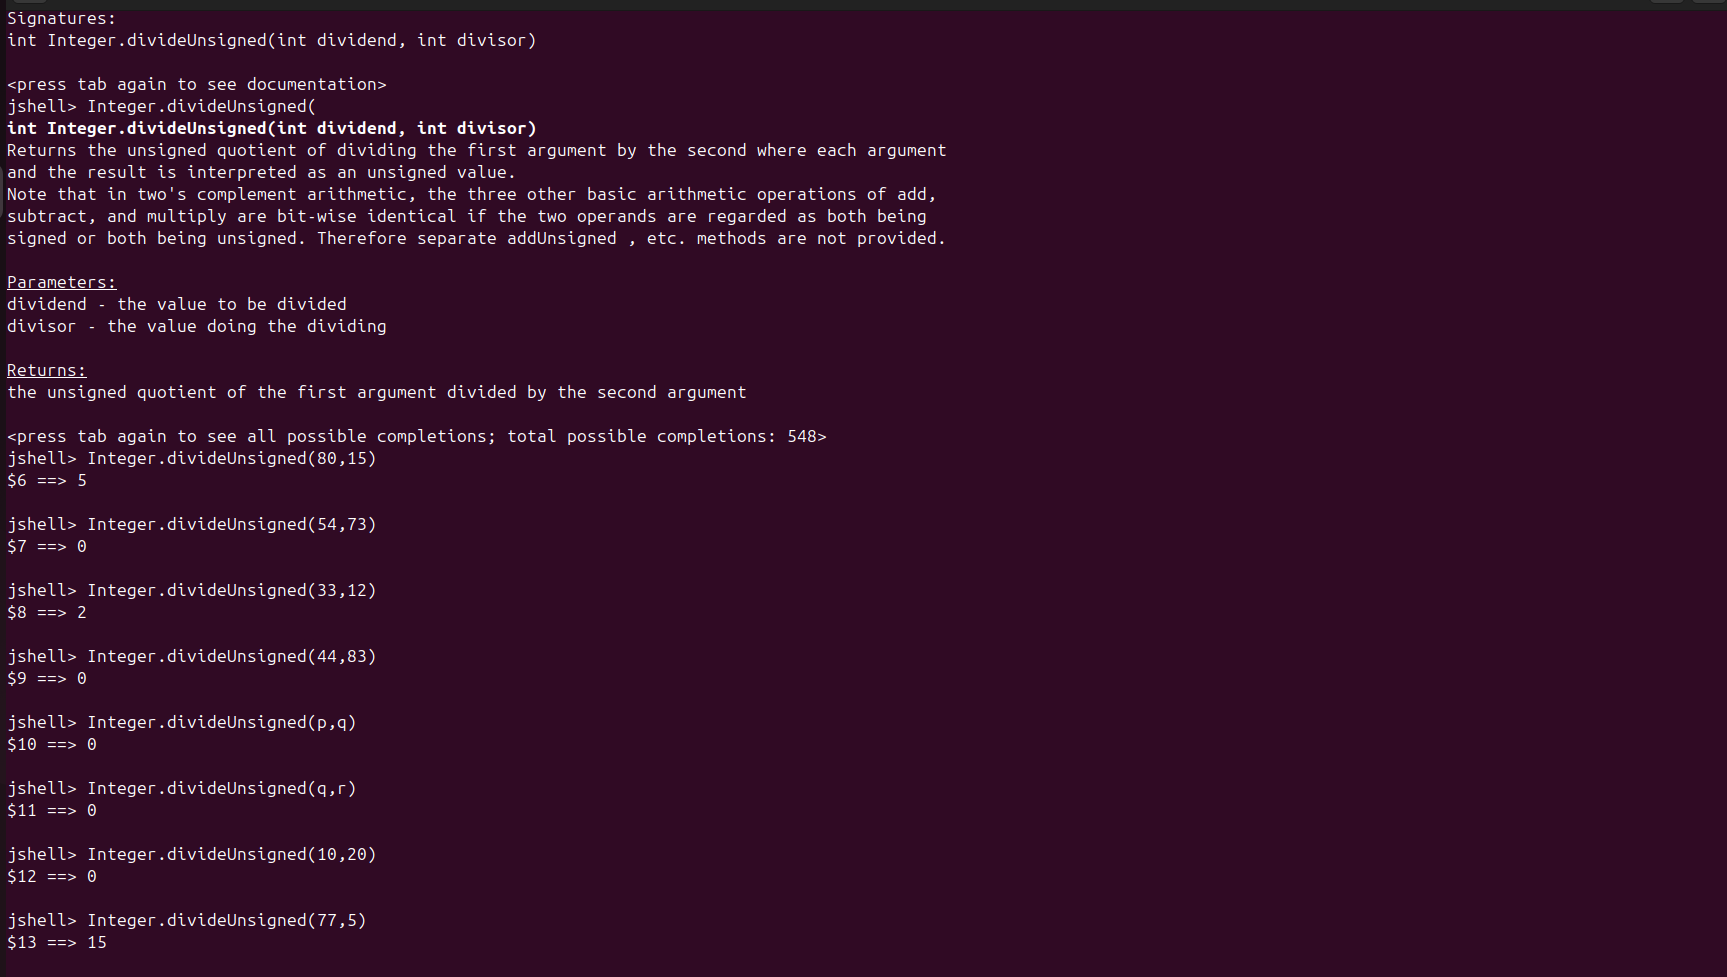 Signatures:
int Integer.divideUnsigned(int dividend, int divisor)
<press tab again to see documentation>
jshell> Integer.divideUnsigned(
int Integer.divideUnsigned(int dividend, int divisor)
Returns the unsigned quotient of dividing the first argument by the second where each argument
and the result is interpreted as an unsigned value.
Note that in two's complement arithmetic, the three other basic arithmetic operations of add,
subtract, and multiply are bit-wise identical if the two operands are regarded as both being
signed or both being unsigned. Therefore separate addUnsigned , etc. methods are not provided.
Parameters:
dividend - the value to be divided
divisor - the value doing the dividing
Returns:
the unsigned quotient of the first argument divided by the second argument
<press tab again to see all possible completions; total possible completions: 548>
jshell> Integer.divideUnsigned(80,15)
$6 ==> 5
jshell> Integer.divideUnsigned(54,73)
$7 ==> 0
jshell> Integer.divideUnsigned(33,12)
$8 ==> 2
jshell> Integer.divideUnsigned(44,83)
$9 ==> 0
jshell> Integer.divideUnsigned(p,q)
$10 ==> 0
jshell> Integer.divideUnsigned(q,r)
$11 ==> 0
jshell> Integer.divideUnsigned(10,20)
$12 ==> 0
jshell> Integer.divideUnsigned(77,5)
$13 ==> 15